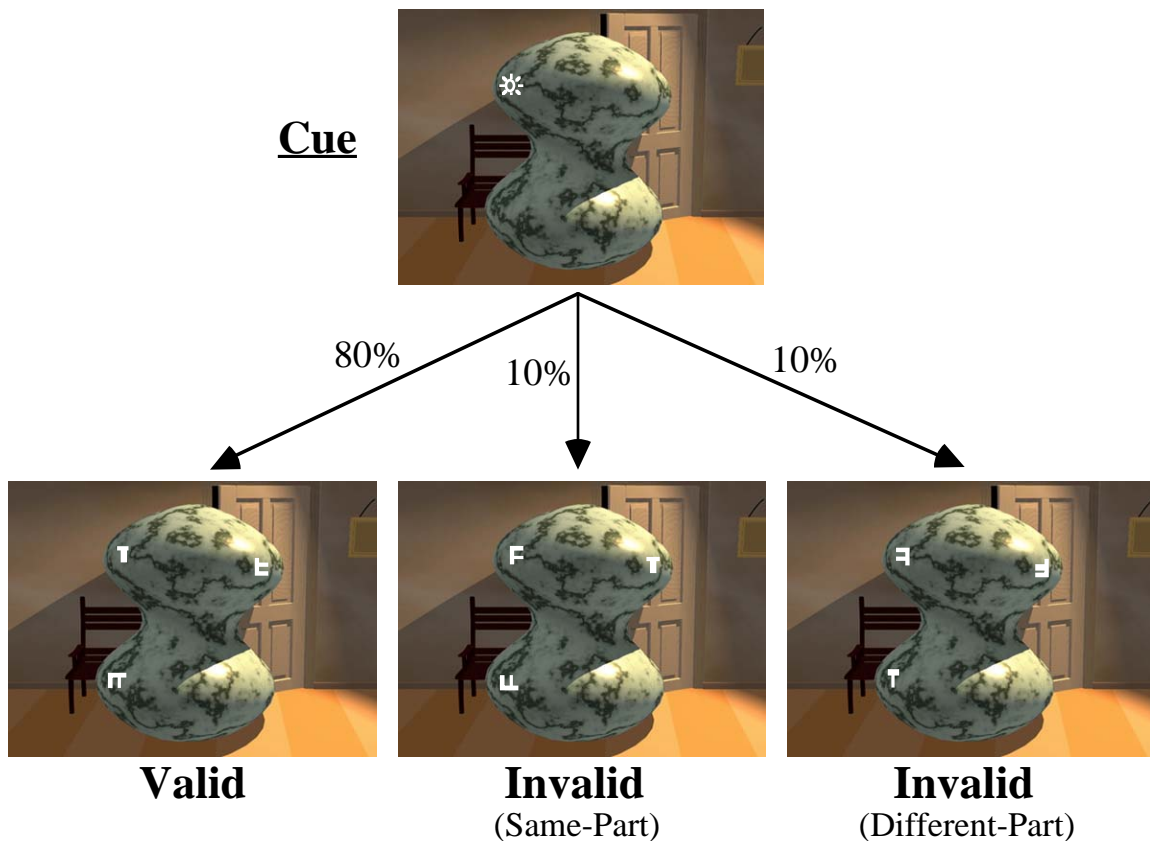 Cue
80%
10%
10%
T
F
F
F
T
F
F
F
T
Valid
Invalid
(Same-Part)
Invalid
(Different-Part)